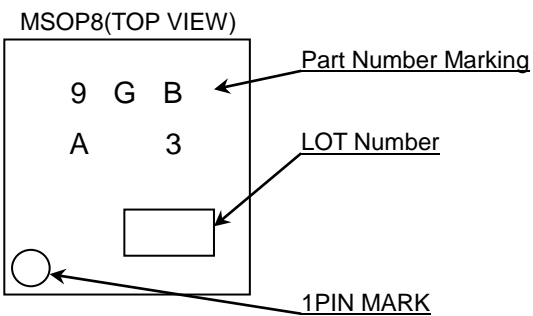 MSOP8(TOP VIEW)
Part Number Marking
9 G B
A 3
LOT Number
1PIN MARK